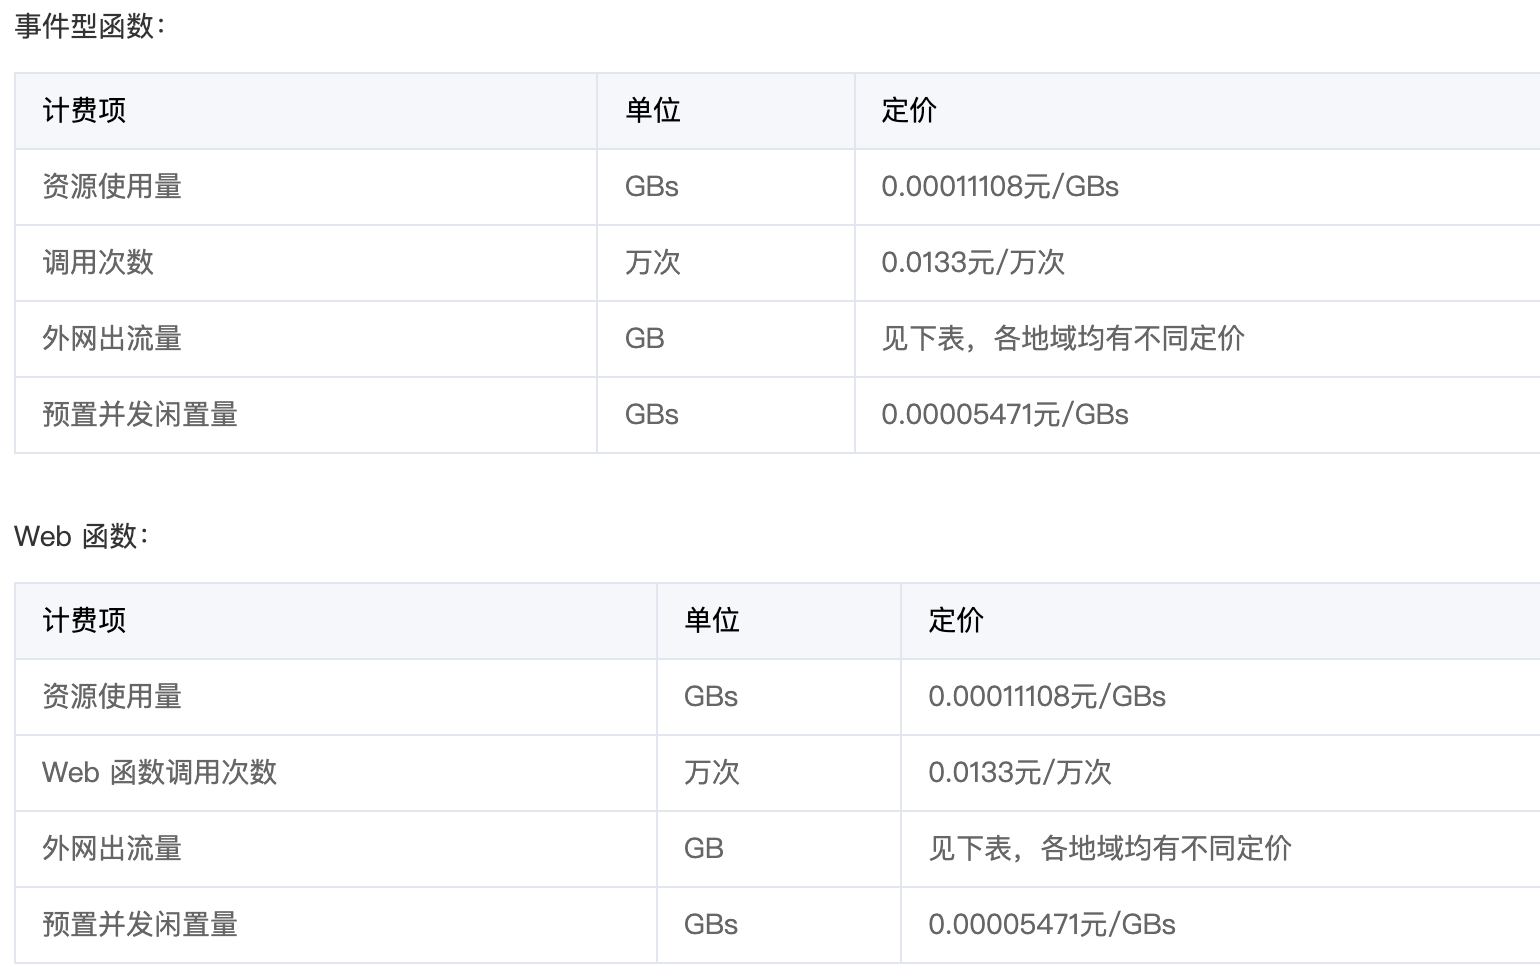 事件型函数：
计费项 单位 定价
资源使用量 GBs 0.00011108元/GBs
调用次数 万次 0.0133元/万次
外网出流量 GB 见下表，各地域均有不同定价
预置并发闲置量 GBs 0.00005471元/GBs
Web 函数：
计费项 单位 定价
资源使用量 GBs 0.00011108元/GBs
Web 函数调用次数 万次 0.0133元/万次
外网出流量 GB 见下表，各地域均有不同定价
预置并发闲置量 GBs 0.00005471元/GBs